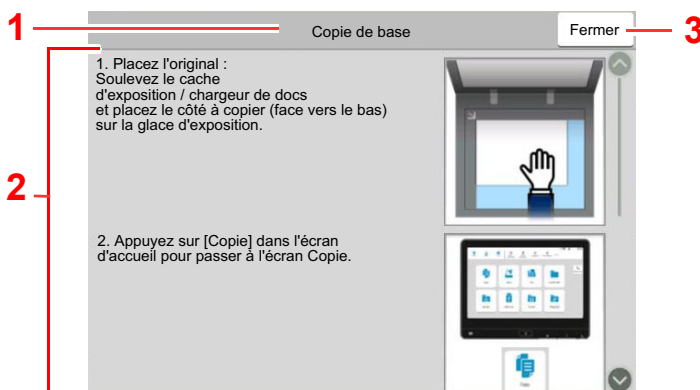 1
Copie de base
Fermer
3
2
1. Placez l'original :
Soulevez le cache
d'exposition / chargeur de docs
et placez le côté à copier (face vers le bas)
sur la glace d'exposition.
2. Appuyez sur [Copie] dans l'écran
d'accueil pour passer à l'écran Copie.